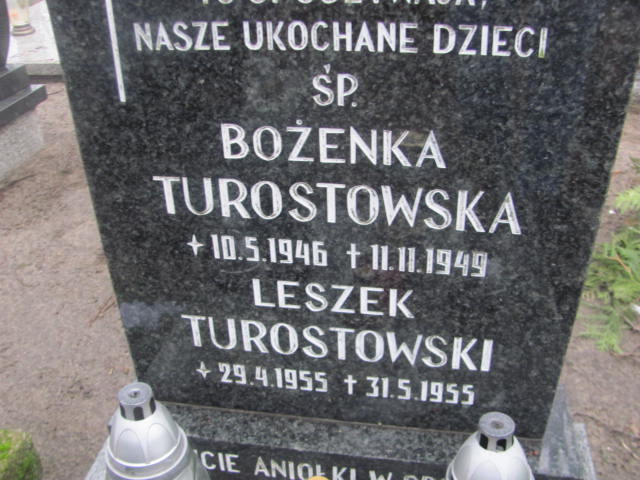 NASZE UKOCHANE DZIECI
ŚP.
BOŻENKA
TUROSTOWSKA
✦ 10.5.1946 ✝ 11.11.1949
LESZEK
TUROSTOWSKI
✦ 29.4.1955 ✝ 31.5.1955
ANIOŁKI W